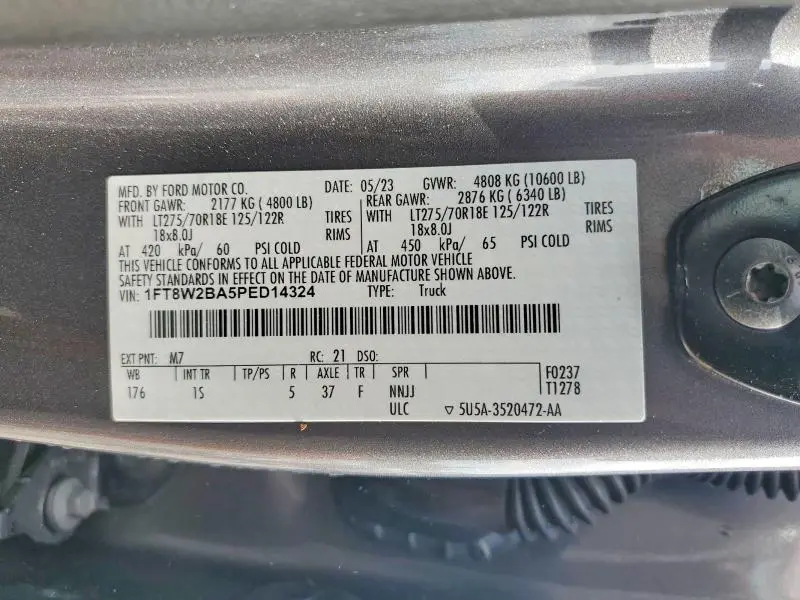 MFD. BY FORD MOTOR CO. DATE: 05/23 GVWR: 4808 KG (10600 LB)
FRONT GAWR: 2177 KG ( 4800 LB) REAR GAWR: 2876 KG ( 6340 LB)
WITH LT275/70R18E 125/122R TIRES WITH LT275/70R18E 125/122R TIRES
18x8.0J RIMS 18x8.0J RIMS
AT 420 kPa/ 60 PSI COLD AT 450 kPa/ 65 PSI COLD
THIS VEHICLE CONFORMS TO ALL APPLICABLE FEDERAL MOTOR VEHICLE
SAFETY STANDARDS IN EFFECT ON THE DATE OF MANUFACTURE SHOWN ABOVE.
VIN: 1FT8W2BA5PED14324 TYPE: Truck
EXT PNT: M7 RC: 21 DSO:
WB INT TR TP/PS R AXLE TR SPR F0237
176 1S 5 37 F NNJJ T1278
ULC ▽ 5U5A-3520472-AA